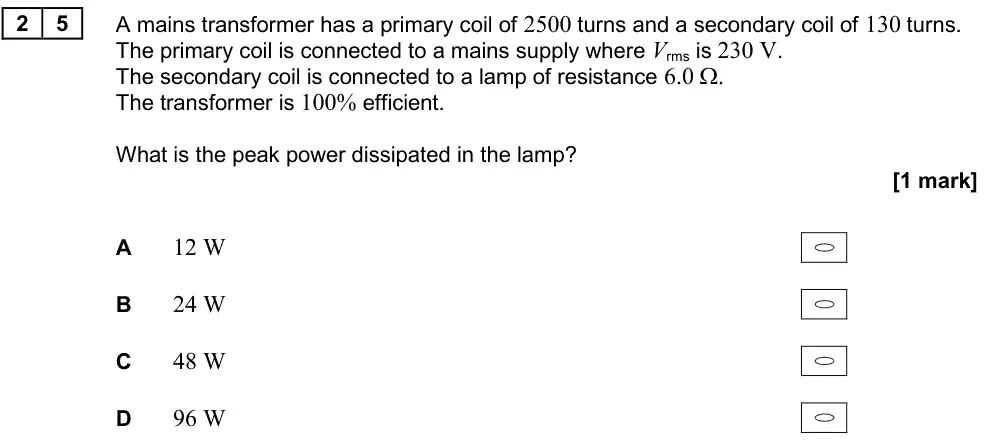 2 5 A mains transformer has a primary coil of 2500 turns and a secondary coil of 130 turns.
The primary coil is connected to a mains supply where Vrms is 230 V.
The secondary coil is connected to a lamp of resistance 6.0 Ω.
The transformer is 100% efficient.
What is the peak power dissipated in the lamp?
[1 mark]
A 12 W
B 24 W
C 48 W
D 96 W